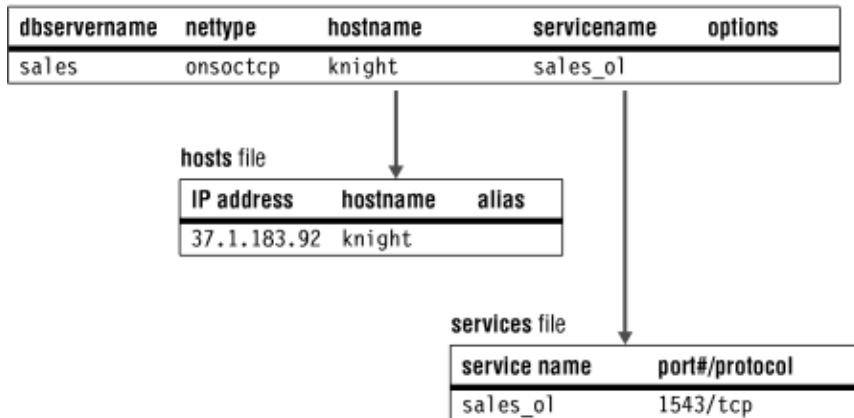 dbservername nettype hostname servicename options
sales onsoctcp knight sales_ol
hosts file
IP address hostname alias
37.1.183.92 knight
services file
service name port#/protocol
sales_ol 1543/tcp